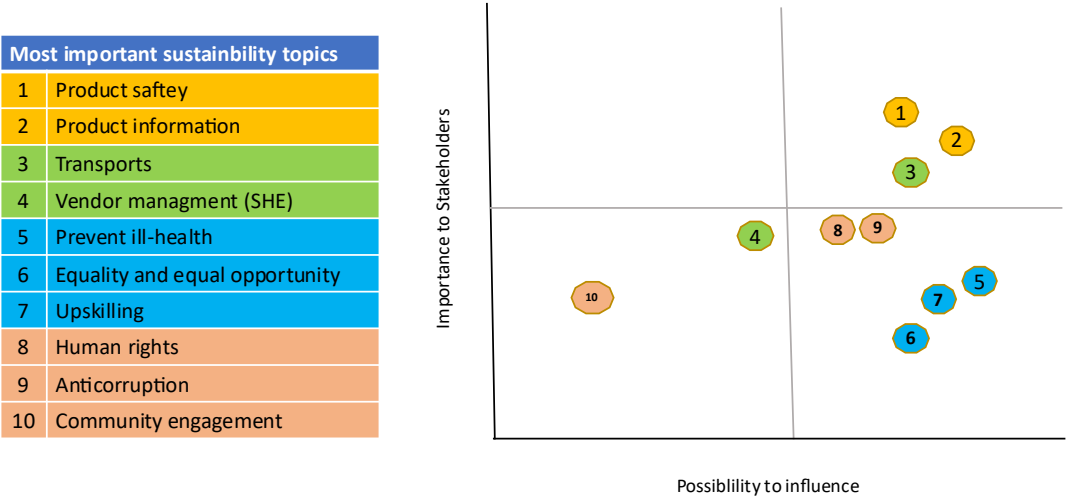 Most important sustainbility topics
1 Product saftey
2 Product information
3 Transports
4 Vendor managment (SHE)
5 Prevent ill-health
6 Equality and equal opportunity
7 Upskilling
8 Human rights
9 Anticorruption
10 Community engagement
Importance to Stakeholders
1
2
3
4
8
9
5
7
10
6
Possiblility to influence